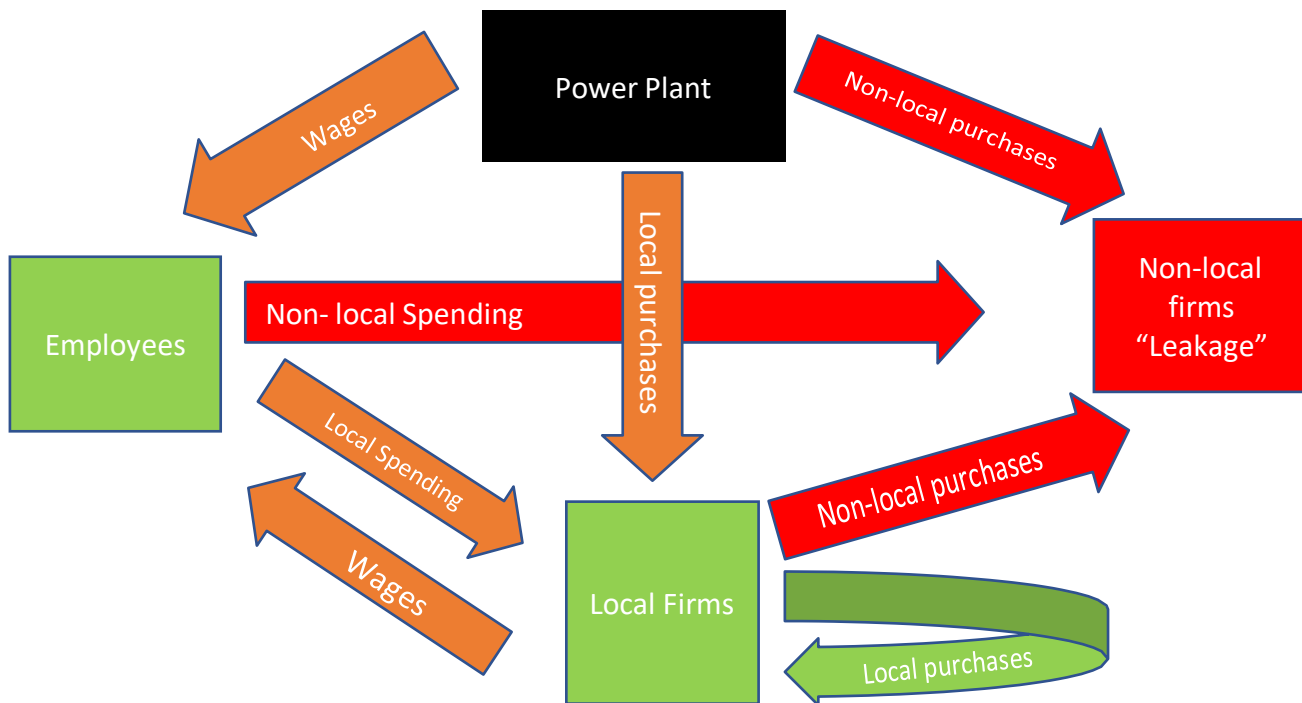 Power Plant
Wages
Non-local purchases
Local purchases
Non-local
firms
“Leakage”
Non- local Spending
Employees
Local Spending
Non-local purchases
Wages
Local Firms
Local purchases